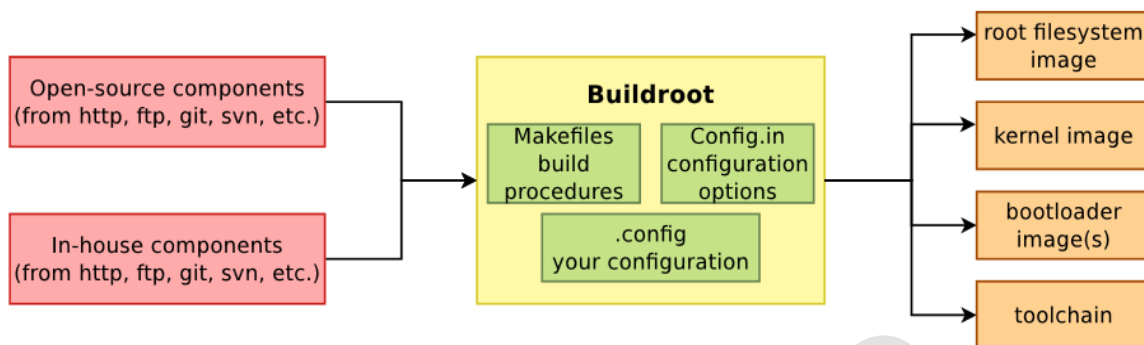 Open-source components
(from http, ftp, git, svn, etc.)
In-house components
(from http, ftp, git, svn, etc.)
Buildroot
Makefiles
build
procedures
Config.in
configuration
options
.config
your configuration
root filesystem
image
kernel image
bootloader
image(s)
toolchain